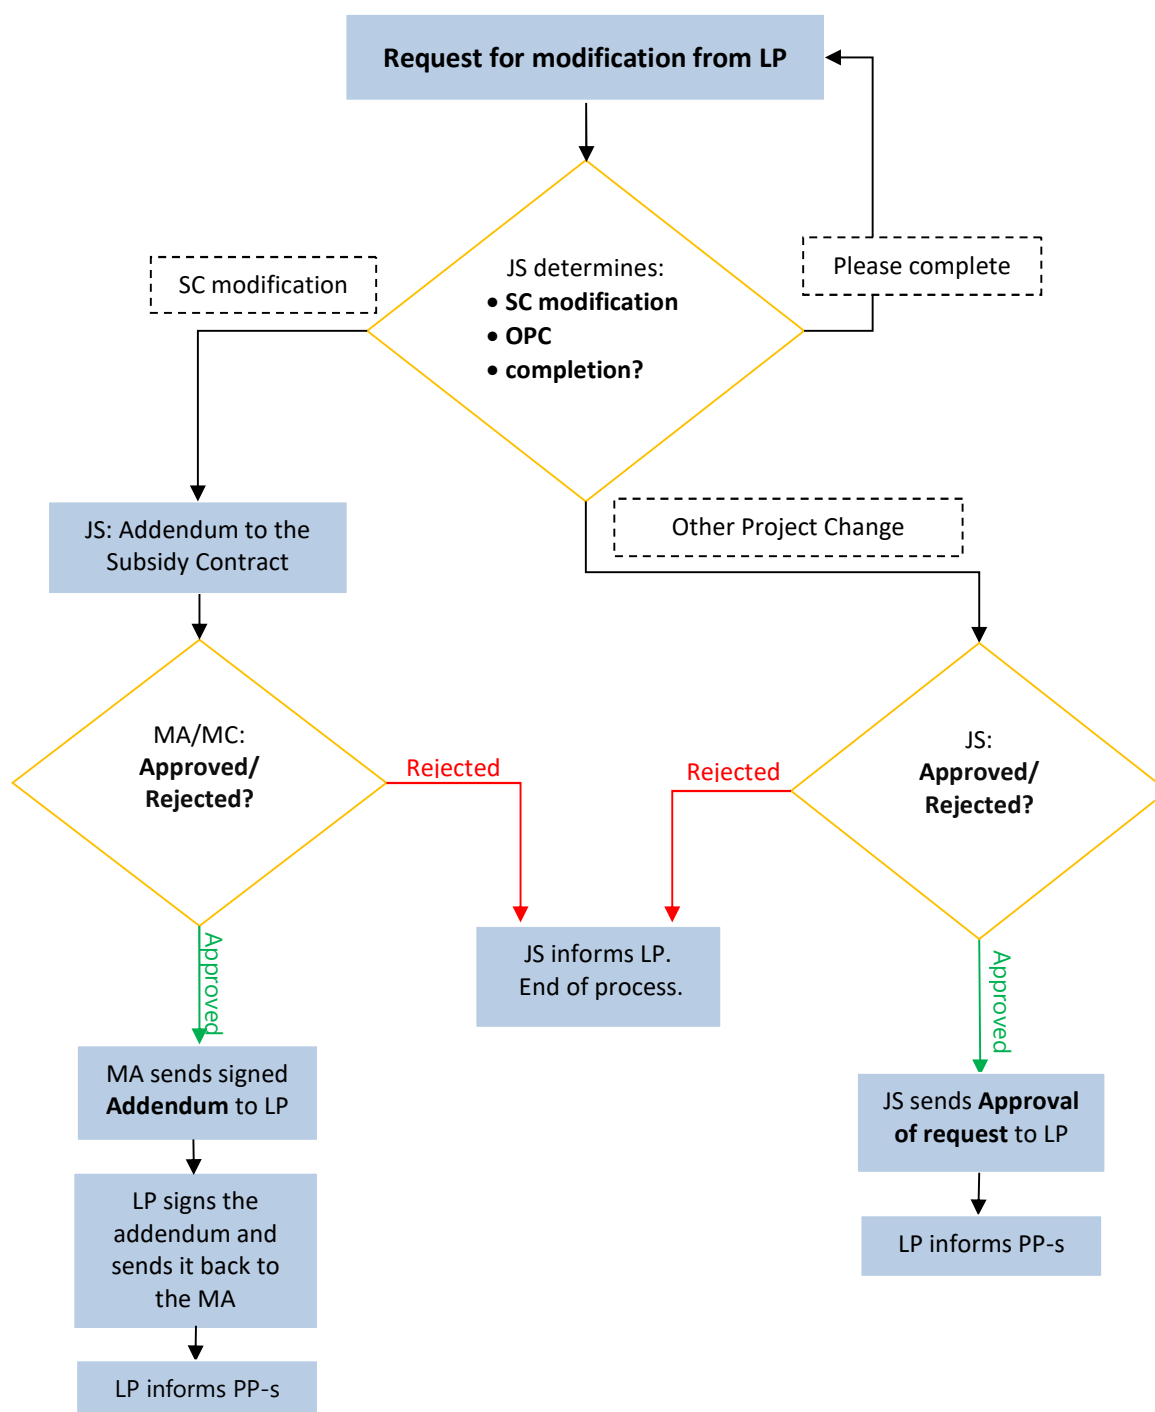 Request for modification from LP
SC modification
JS determines:
• SC modification
• OPC
• completion?
Please complete
JS: Addendum to the
Subsidy Contract
Other Project Change
MA/MC:
Approved/
Rejected?
Rejected
Rejected
JS:
Approved/
Rejected?
Approved
JS informs LP.
End of process.
Approved
MA sends signed
Addendum to LP
JS sends Approval
of request to LP
LP signs the
addendum and
sends it back to
the MA
LP informs PP-s
LP informs PP-s